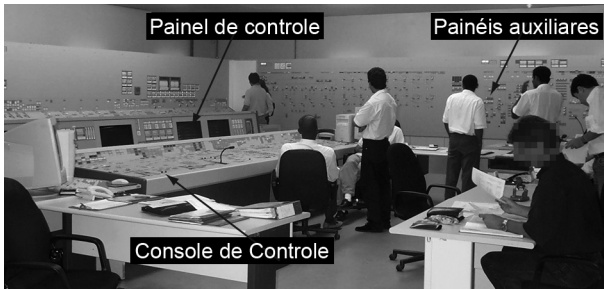 Painel de controle
Painéis auxiliares
Console de Controle